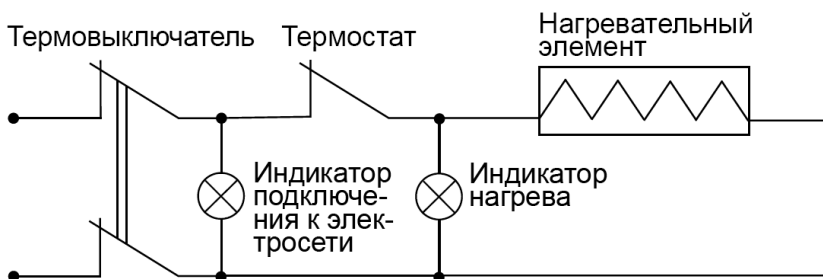 Термовыключатель
Термостат
Нагревательный
элемент
Индикатор
подключе-
ния к элек-
тросети
Индикатор
нагрева